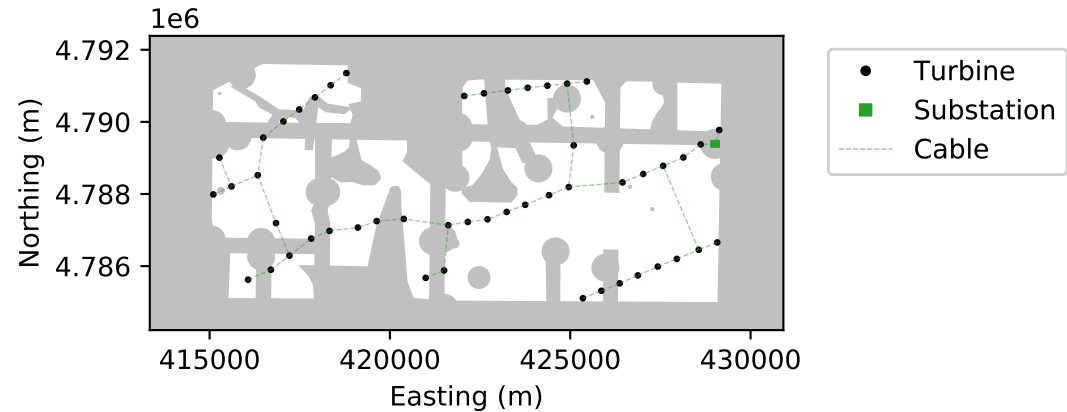 1e6
4.792
4.790
4.788
4.786
Northing (m)
415000 420000 425000 430000
Easting (m)
Turbine
Substation
Cable